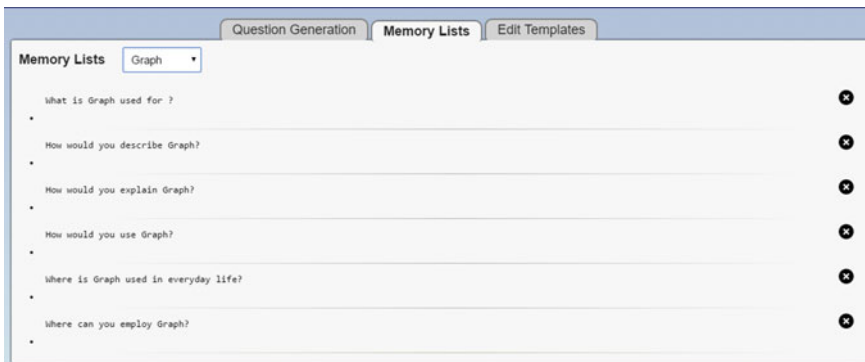 Question Generation Memory Lists Edit Templates
Memory Lists Graph
What is Graph used for ?
How would you describe Graph?
How would you explain Graph?
How would you use Graph?
Where is Graph used in everyday life?
Where can you employ Graph?